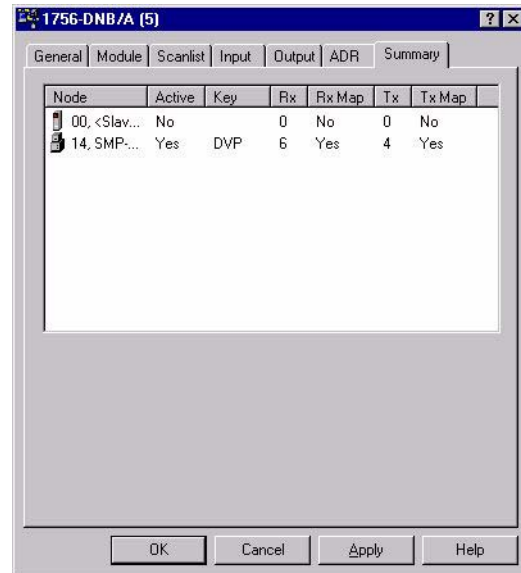 1756-DNB/A (5)
General Module Scanlist Input Output ADR Summary
Node Active Key Rx Rx Map Tx Tx Map
00, <Slav... No 0 No 0 No
14, SMP-... Yes DVP 6 Yes 4 Yes
OK Cancel Apply Help